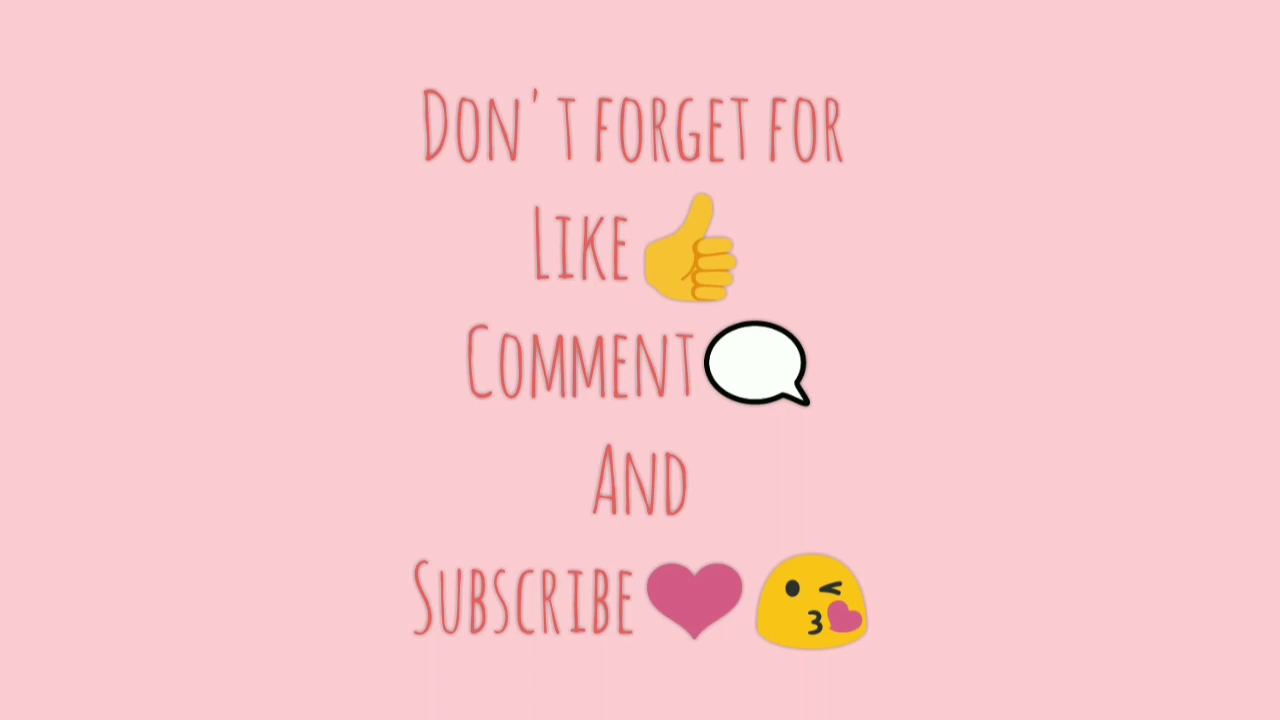 Don't forget for
Like👍
Comment🗨
And
Subscribe❤😘